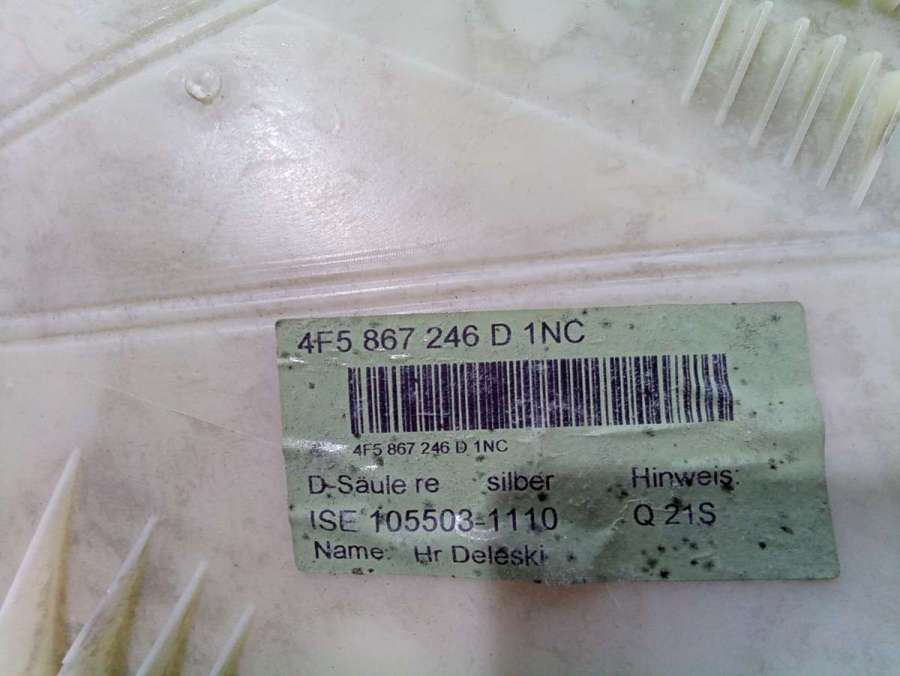 4F5 867 246 D 1NC
4F5 867 246 D 1NC
D-Säule re silber Hinweis:
ISE 105503-1110 Q 21S
Name: Hr Deleski